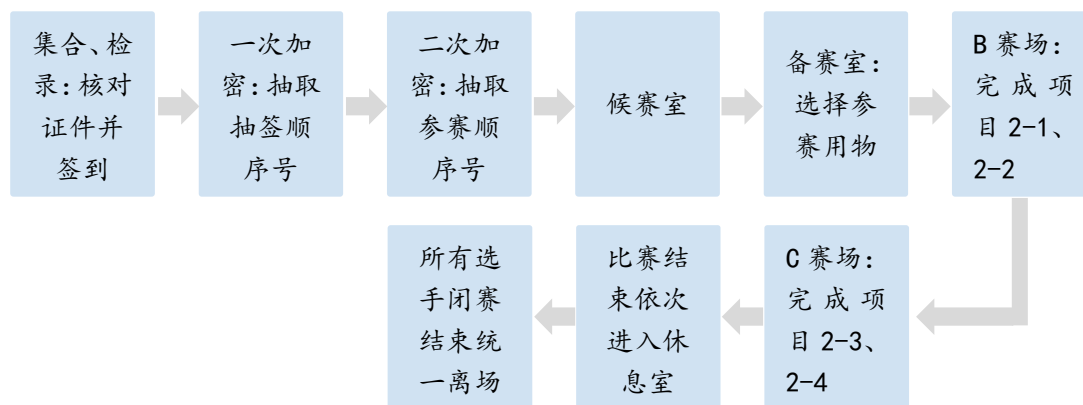 集合、检
录:核对
证件并
签到
一次加
密:抽取
抽签顺
序号
二次加
密:抽取
参赛顺
序号
候赛室
备赛室:
选择参
赛用物
B 赛场:
完成项
目 2-1、
2-2
C 赛场:
完成项
目 2-3、
2-4
比赛结
束依次
进入休
息室
所有选
手闭赛
结束统
一离场